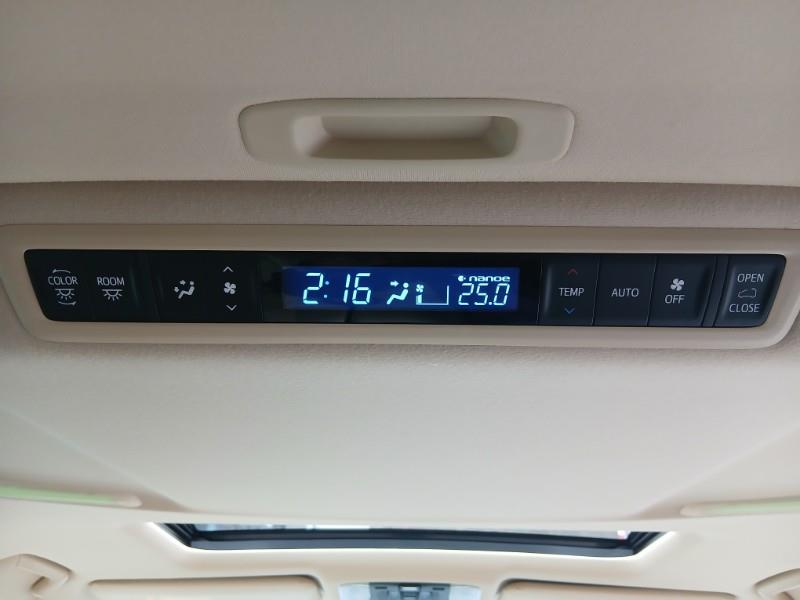 COLOR
ROOM
2:16
nanoe
25.0
TEMP
AUTO
OFF
OPEN
CLOSE